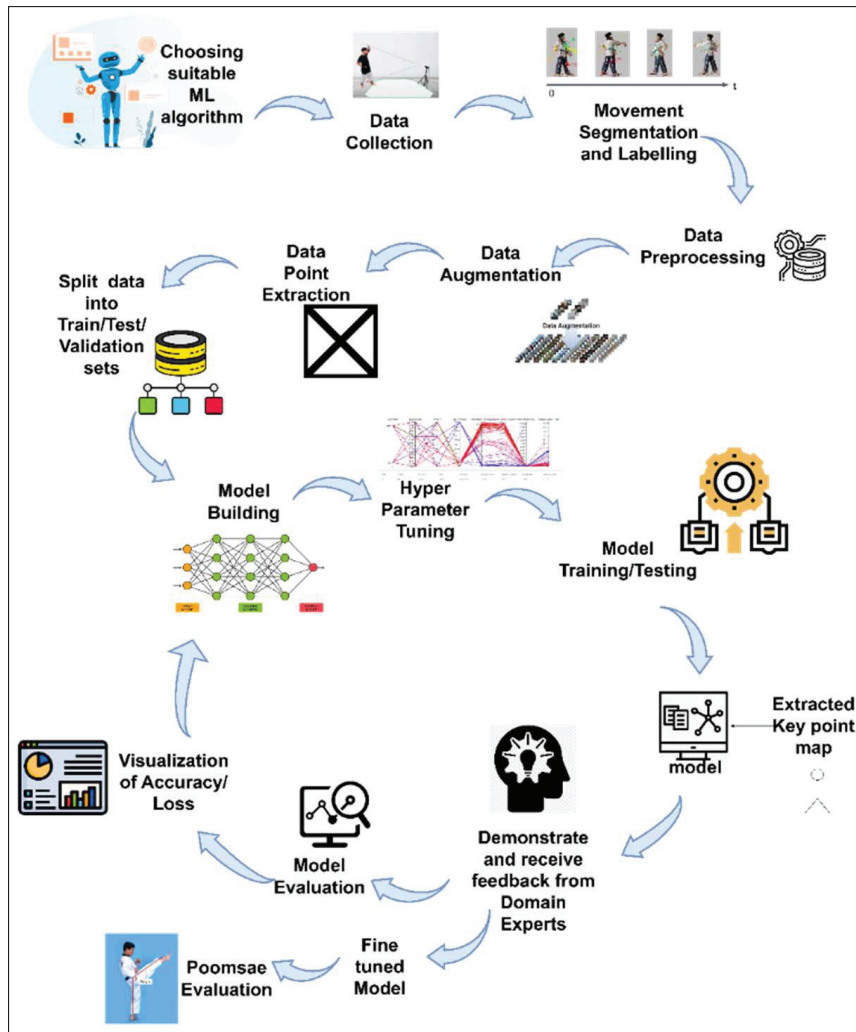 Choosing
suitable
ML
algorithm
Data
Collection
0
t
Movement
Segmentation
and Labelling
Data
Preprocessing
Data
Augmentation
Data Augmentation
Data
Point
Extraction
Split data
into
Train/Test/
Validation
sets
Model
Building
Hyper
Parameter
Tuning
Model
Training/Testing
model
Extracted
Key point
map
Demonstrate
and receive
feedback from
Domain
Experts
Model
Evaluation
Visualization
of Accuracy/
Loss
Fine
tuned
Model
Poomsae
Evaluation